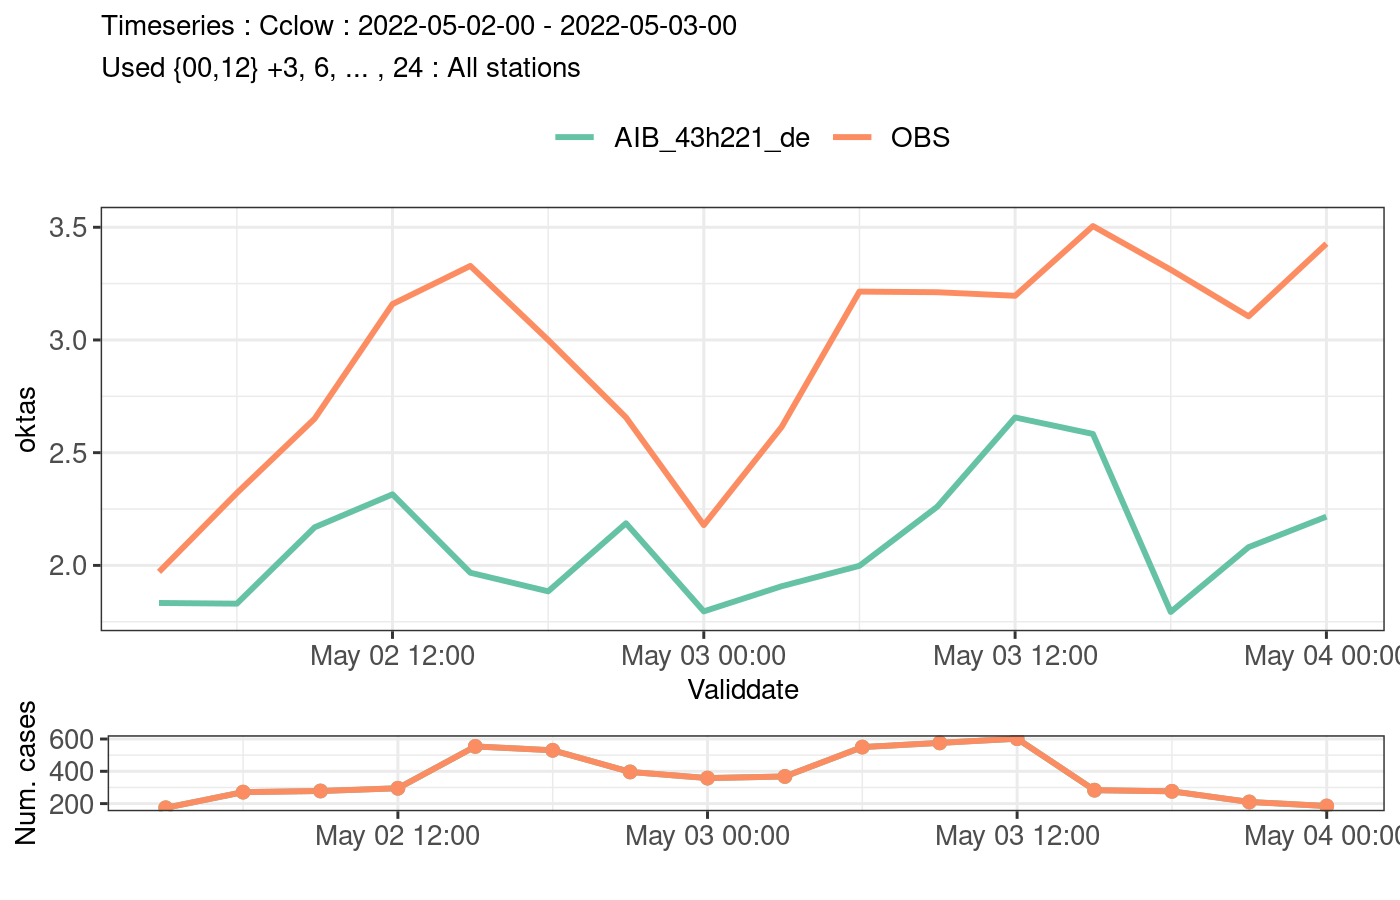 Timeseries : Cclow : 2022-05-02-00 - 2022-05-03-00
Used {00,12} +3, 6, ... , 24 : All stations
AIB_43h221_de OBS
3.5
3.0
2.5
2.0
oktas
May 02 12:00 May 03 00:00 May 03 12:00 May 04 00:00
Validdate
600
400
200
Num. cases
May 02 12:00 May 03 00:00 May 03 12:00 May 04 00:00